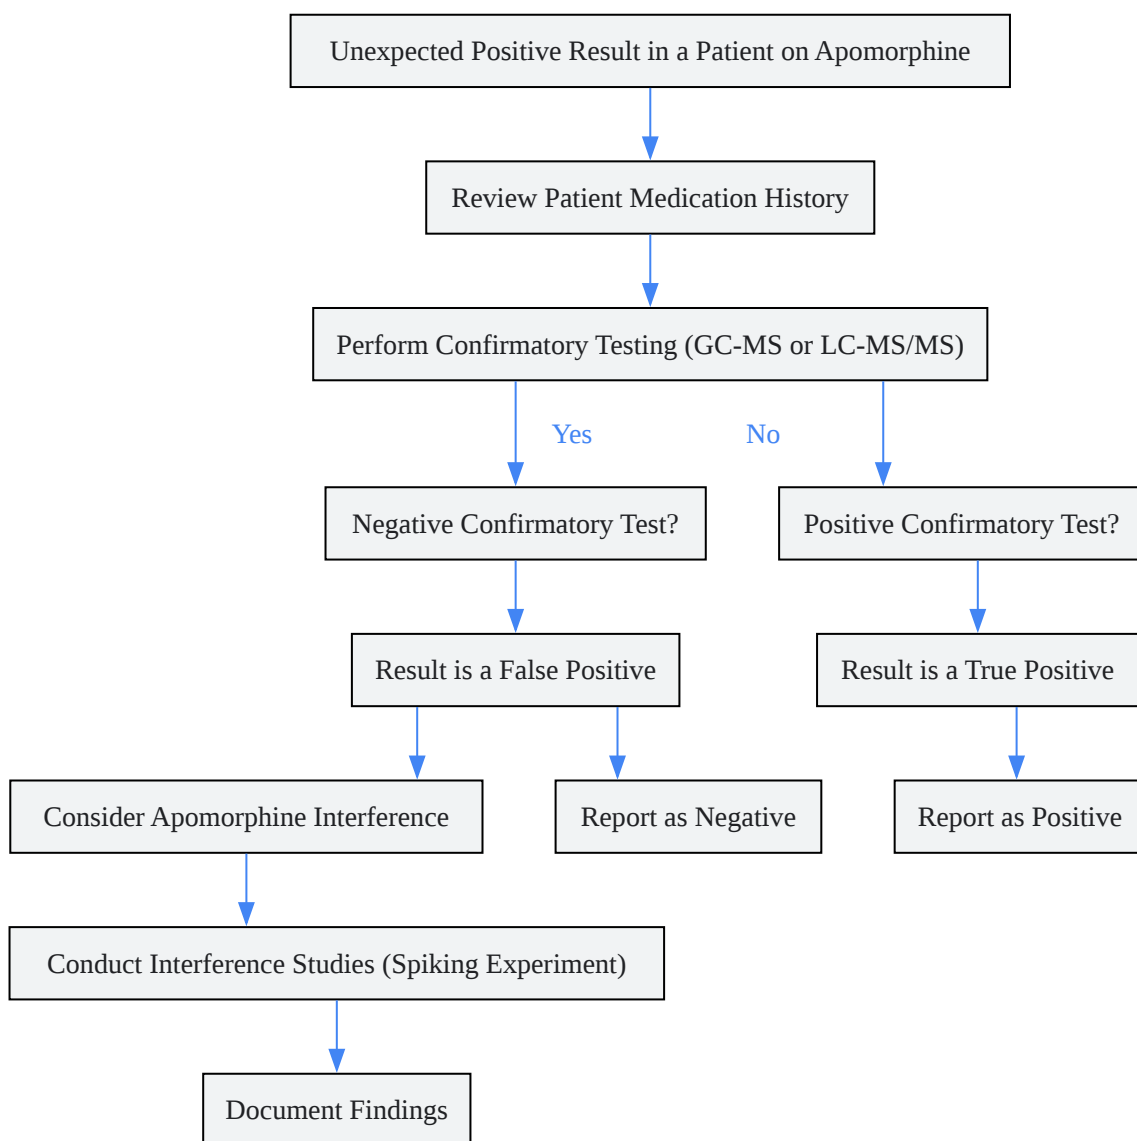 Unexpected Positive Result in a Patient on Apomorphine
Review Patient Medication History
Perform Confirmatory Testing (GC-MS or LC-MS/MS)
Yes
No
Negative Confirmatory Test?
Positive Confirmatory Test?
Result is a False Positive
Result is a True Positive
Consider Apomorphine Interference
Report as Negative
Report as Positive
Conduct Interference Studies (Spiking Experiment)
Document Findings